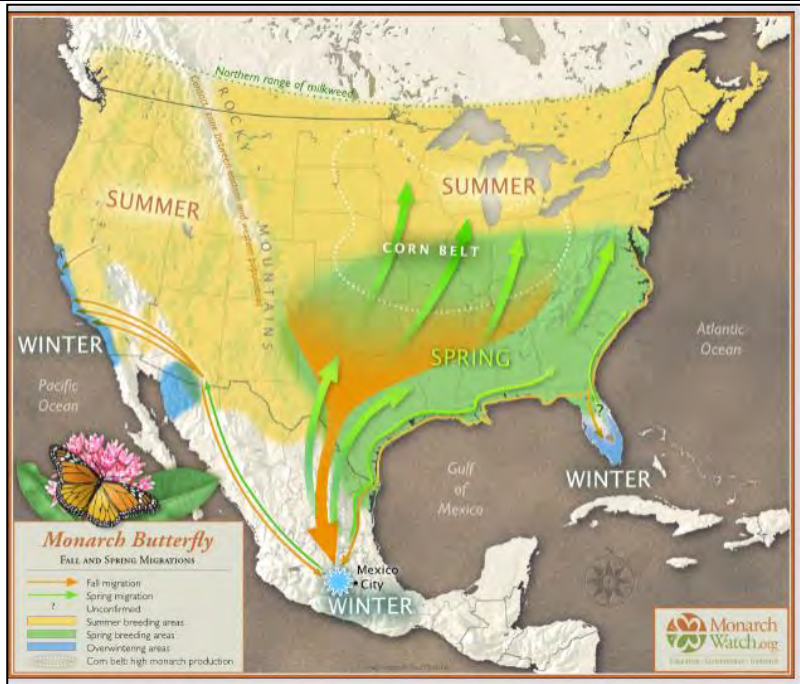 Northern range of milkweed
ROCKY
MOUNTAINS
SUMMER
SUMMER
CORN BELT
WINTER
SPRING
Pacific
Ocean
Atlantic
Ocean
Gulf
of
Mexico
?
WINTER
Mexico
City
WINTER
Monarch Butterfly
FALL AND SPRING MIGRATIONS
Fall migration
Spring migration
? Unconfirmed
Summer breeding areas
Spring breeding areas
Overwintering areas
Corn belt: high monarch production
Monarch
Watch.org